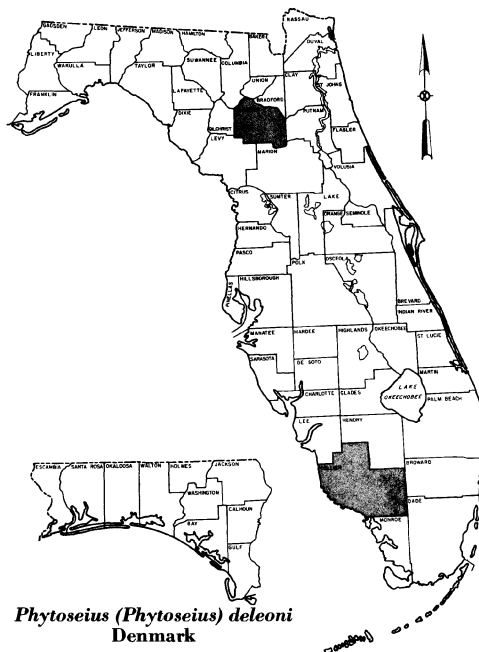 NASSAU
GADSDEN LEON JEFFERSON MADISON HAMILTON BAKER DUVAL
LIBERTY WAKULLA TAYLOR SUWANNEE COLUMBIA
UNION CLAY
FRANKLIN LAFAYETTE BRADFORD ST JOHNS
DIXIE GILCHRIST PUTNAM
LEVY FLAGLER
MARION
VOLUSIA
CITRUS SUMTER LAKE
ORANGE SEMINOLE
HERNANDO
PASCO POLK OSCEOLA
PINELLAS HILLSBOROUGH
BREVARD
INDIAN RIVER
MANATEE HARDEE HIGHLANDS OKEECHOBEE
ST LUCIE
SARASOTA DE SOTO
MARTIN
CHARLOTTE GLADES LAKE
OKEECHOBEE PALM BEACH
LEE HENDRY
BROWARD
DADE
MONROE
ESCAMBIA SANTA ROSA OKALOOSA WALTON HOLMES JACKSON
WASHINGTON
BAY CALHOUN
GULF
Phytoseius (Phytoseius) deleoni
Denmark